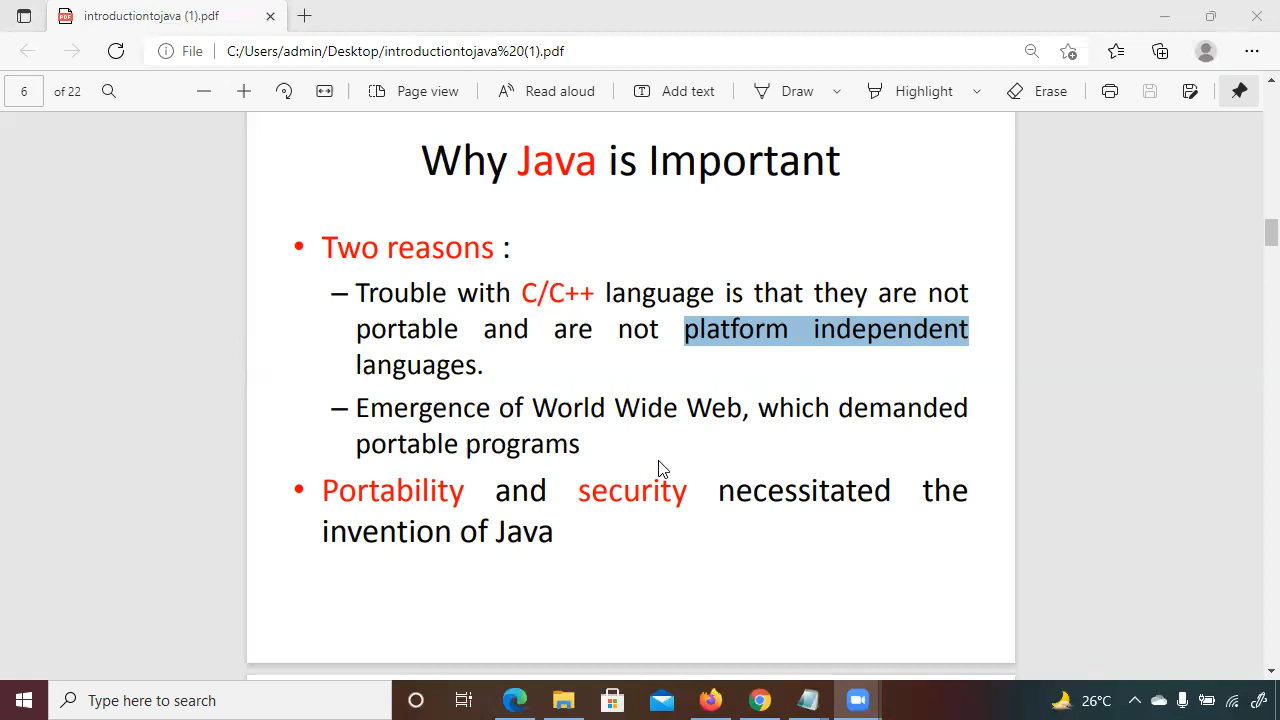 introductiontojava (1).pdf
File C:/Users/admin/Desktop/introductiontojava%20(1).pdf
6 of 22 Page view Read aloud Add text Draw Highlight Erase
Why Java is Important
• Two reasons :
– Trouble with C/C++ language is that they are not
portable and are not platform independent
languages.
– Emergence of World Wide Web, which demanded
portable programs
• Portability and security necessitated the
invention of Java
Type here to search 26°C